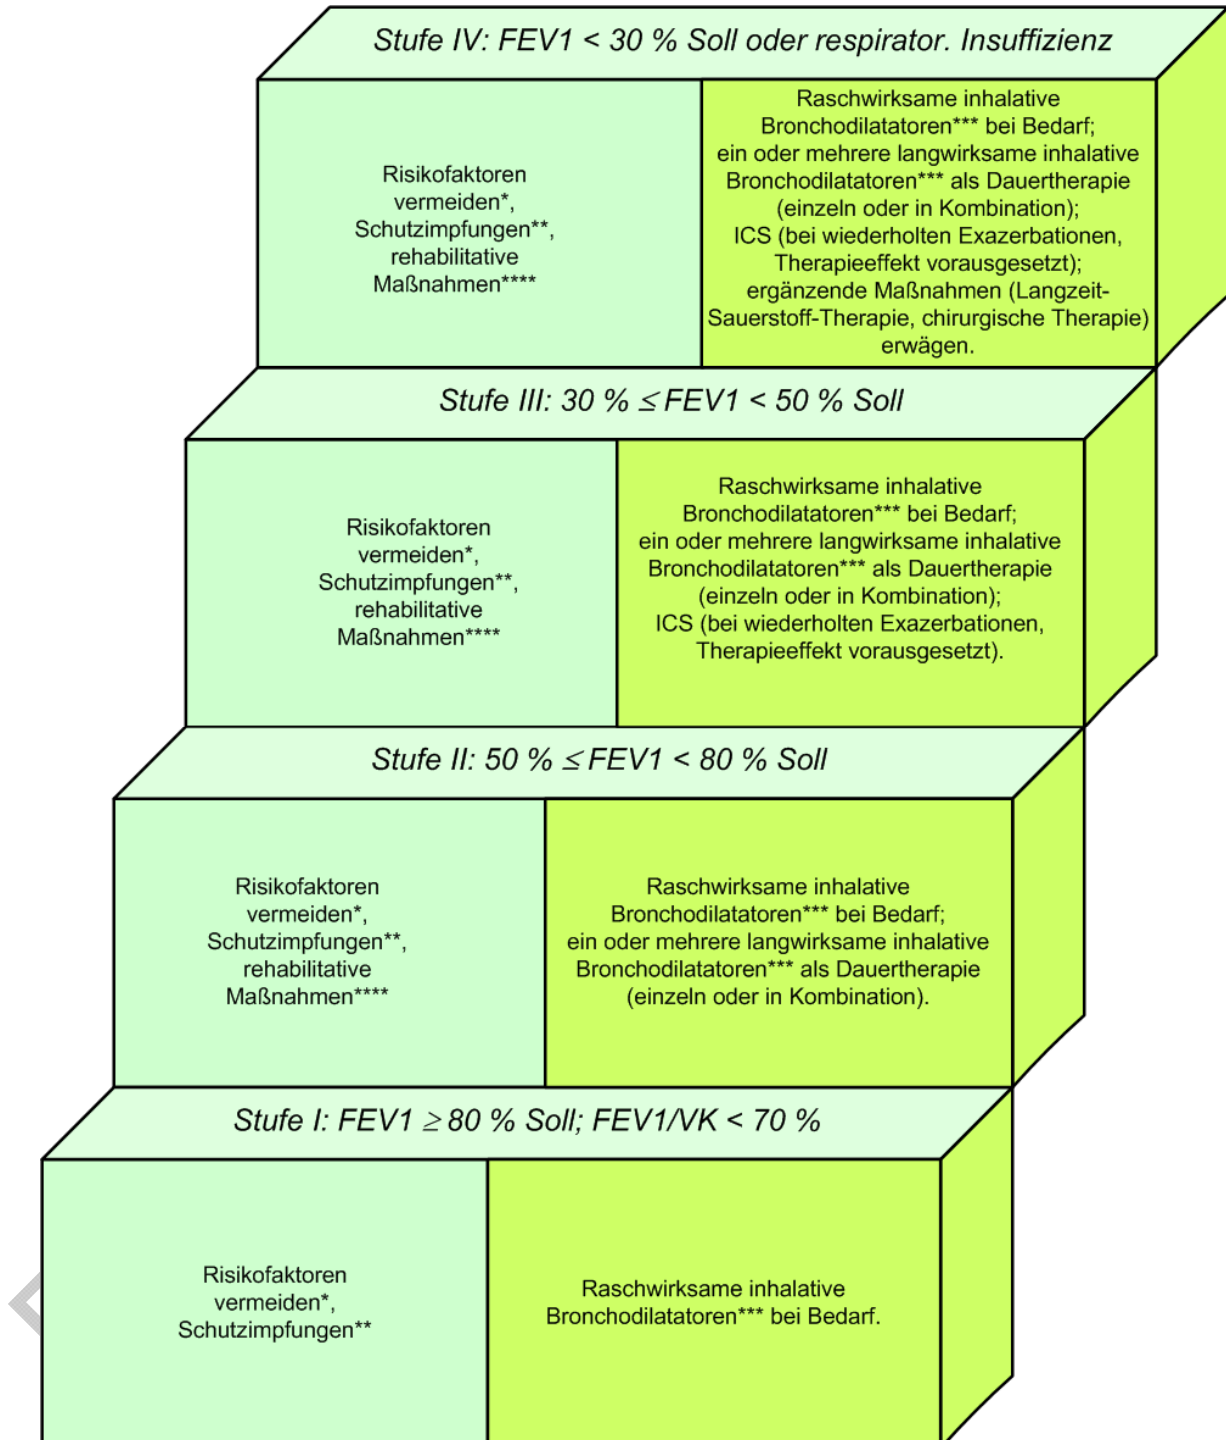 Stufe IV: FEV1 < 30 % Soll oder respirator. Insuffizienz
Risikofaktoren
vermeiden*,
Schutzimpfungen**,
rehabilitative
Maßnahmen****
Raschwirksame inhalative
Bronchodilatatoren*** bei Bedarf;
ein oder mehrere langwirksame inhalative
Bronchodilatatoren*** als Dauertherapie
(einzeln oder in Kombination);
ICS (bei wiederholten Exazerbationen,
Therapieeffekt vorausgesetzt);
ergänzende Maßnahmen (Langzeit-
Sauerstoff-Therapie, chirurgische Therapie)
erwägen.
Stufe III: 30 % ≤ FEV1 < 50 % Soll
Risikofaktoren
vermeiden*,
Schutzimpfungen**,
rehabilitative
Maßnahmen****
Raschwirksame inhalative
Bronchodilatatoren*** bei Bedarf;
ein oder mehrere langwirksame inhalative
Bronchodilatatoren*** als Dauertherapie
(einzeln oder in Kombination);
ICS (bei wiederholten Exazerbationen,
Therapieeffekt vorausgesetzt).
Stufe II: 50 % ≤ FEV1 < 80 % Soll
Risikofaktoren
vermeiden*,
Schutzimpfungen**,
rehabilitative
Maßnahmen****
Raschwirksame inhalative
Bronchodilatatoren*** bei Bedarf;
ein oder mehrere langwirksame inhalative
Bronchodilatatoren*** als Dauertherapie
(einzeln oder in Kombination).
Stufe I: FEV1 ≥ 80 % Soll; FEV1/VK < 70 %
Risikofaktoren
vermeiden*,
Schutzimpfungen**
Raschwirksame inhalative
Bronchodilatatoren*** bei Bedarf.